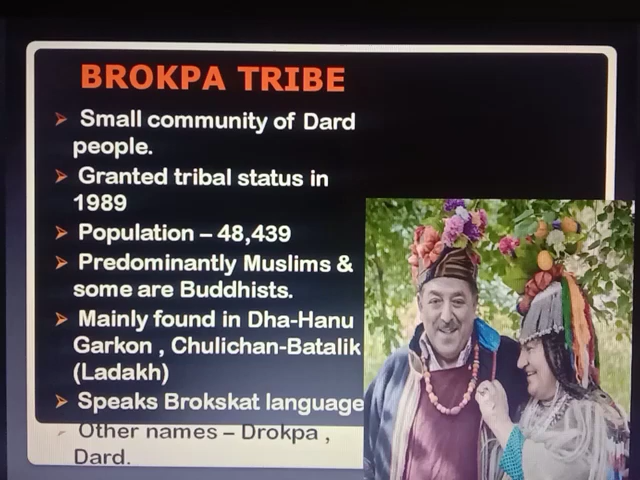 BROKPA TRIBE
Small community of Dard
people.
Granted tribal status in
1989
Population – 48,439
Predominantly Muslims &
some are Buddhists.
Mainly found in Dha-Hanu
Garkon , Chulichan-Batalik
(Ladakh)
Speaks Brokskat language
Other names – Drokpa ,
Dard.